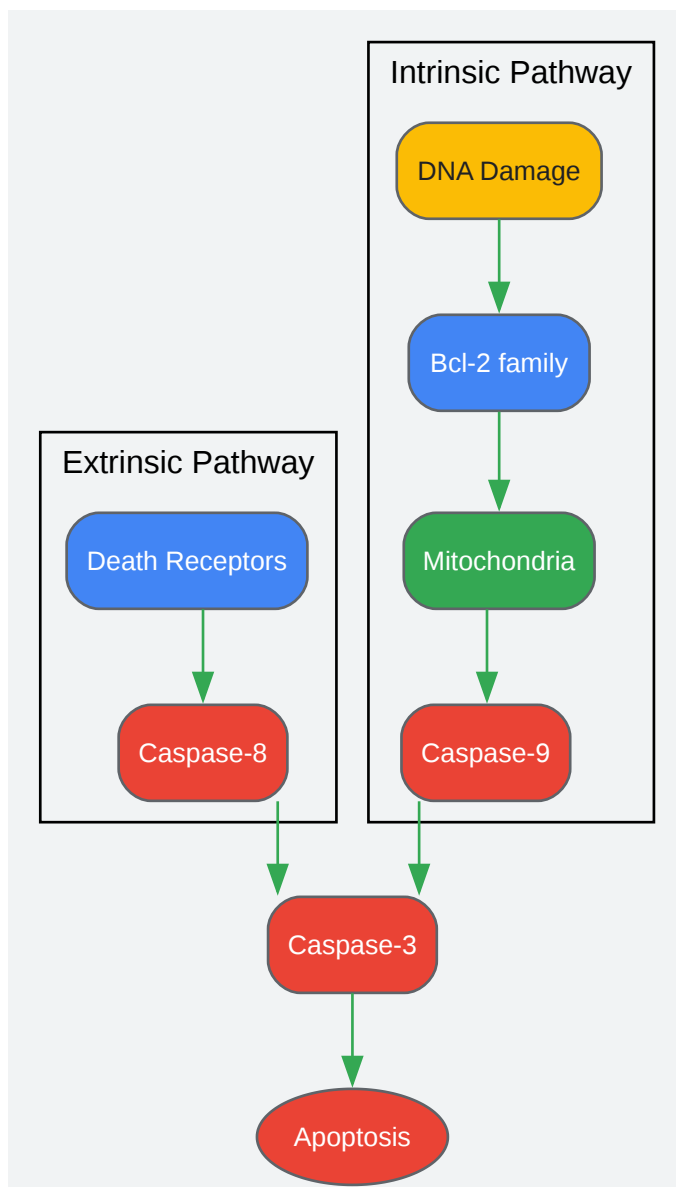 Intrinsic Pathway
DNA Damage
Bcl-2 family
Extrinsic Pathway
Death Receptors
Mitochondria
Caspase-8
Caspase-9
Caspase-3
Apoptosis